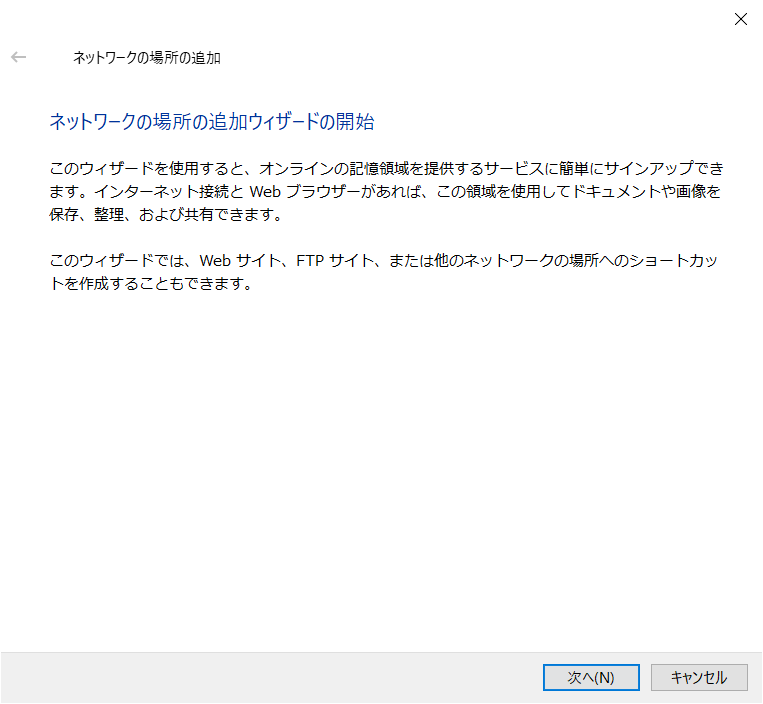 ネットワークの場所の追加
ネットワークの場所の追加ウィザードの開始
このウィザードを使用すると、オンラインの記憶領域を提供するサービスに簡単にサインアップでき
ます。インターネット接続と Web ブラウザーがあれば、この領域を使用してドキュメントや画像を
保存、整理、および共有できます。
このウィザードでは、Web サイト、FTP サイト、または他のネットワークの場所へのショートカッ
トを作成することもできます。
次へ(N)
キャンセル